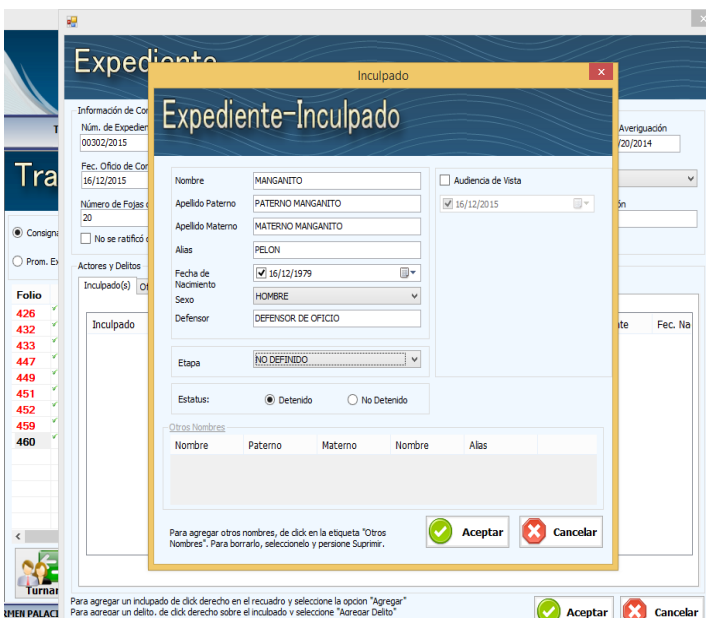 Expediente
Inculpado
Expediente-Inculpado
Información de Con
Núm. de Expedien
00302/2015
Averiguación
/20/2014
Fec. Oficio de Con
16/12/2015
Número de Fojas
20
No se ratificó
Tra
Consigna
Prom. Ex
Folio
426
432
433
447
449
451
452
459
460
Turnar
Actores y Delitos
Inculpado(s)
Inculpado
Fec. Na
Nombre
MANGANITO
Apellido Paterno
PATERNO MANGANITO
Apellido Materno
MATERNO MANGANITO
Alias
PELON
Fecha de
Nacimiento
16/12/1979
Sexo
HOMBRE
Defensor
DEFENSOR DE OFICIO
Audiencia de Vista
16/12/2015
Etapa
NO DEFINIDO
Estatus:
Detenido
No Detenido
Otros Nombres
Nombre Paterno Materno Nombre Alias
Para agregar otros nombres, de click en la etiqueta "Otros
Nombres". Para borrarlo, seleccionelo y persione Suprimir.
Aceptar
Cancelar
Para agregar un indupado de click derecho en el recuadro y seleccione la opcion "Agregar"
Para agregar un delito, de click derecho sobre el inculpado y seleccione "Agregar Delito"
Aceptar
Cancelar
RMEN PALACI